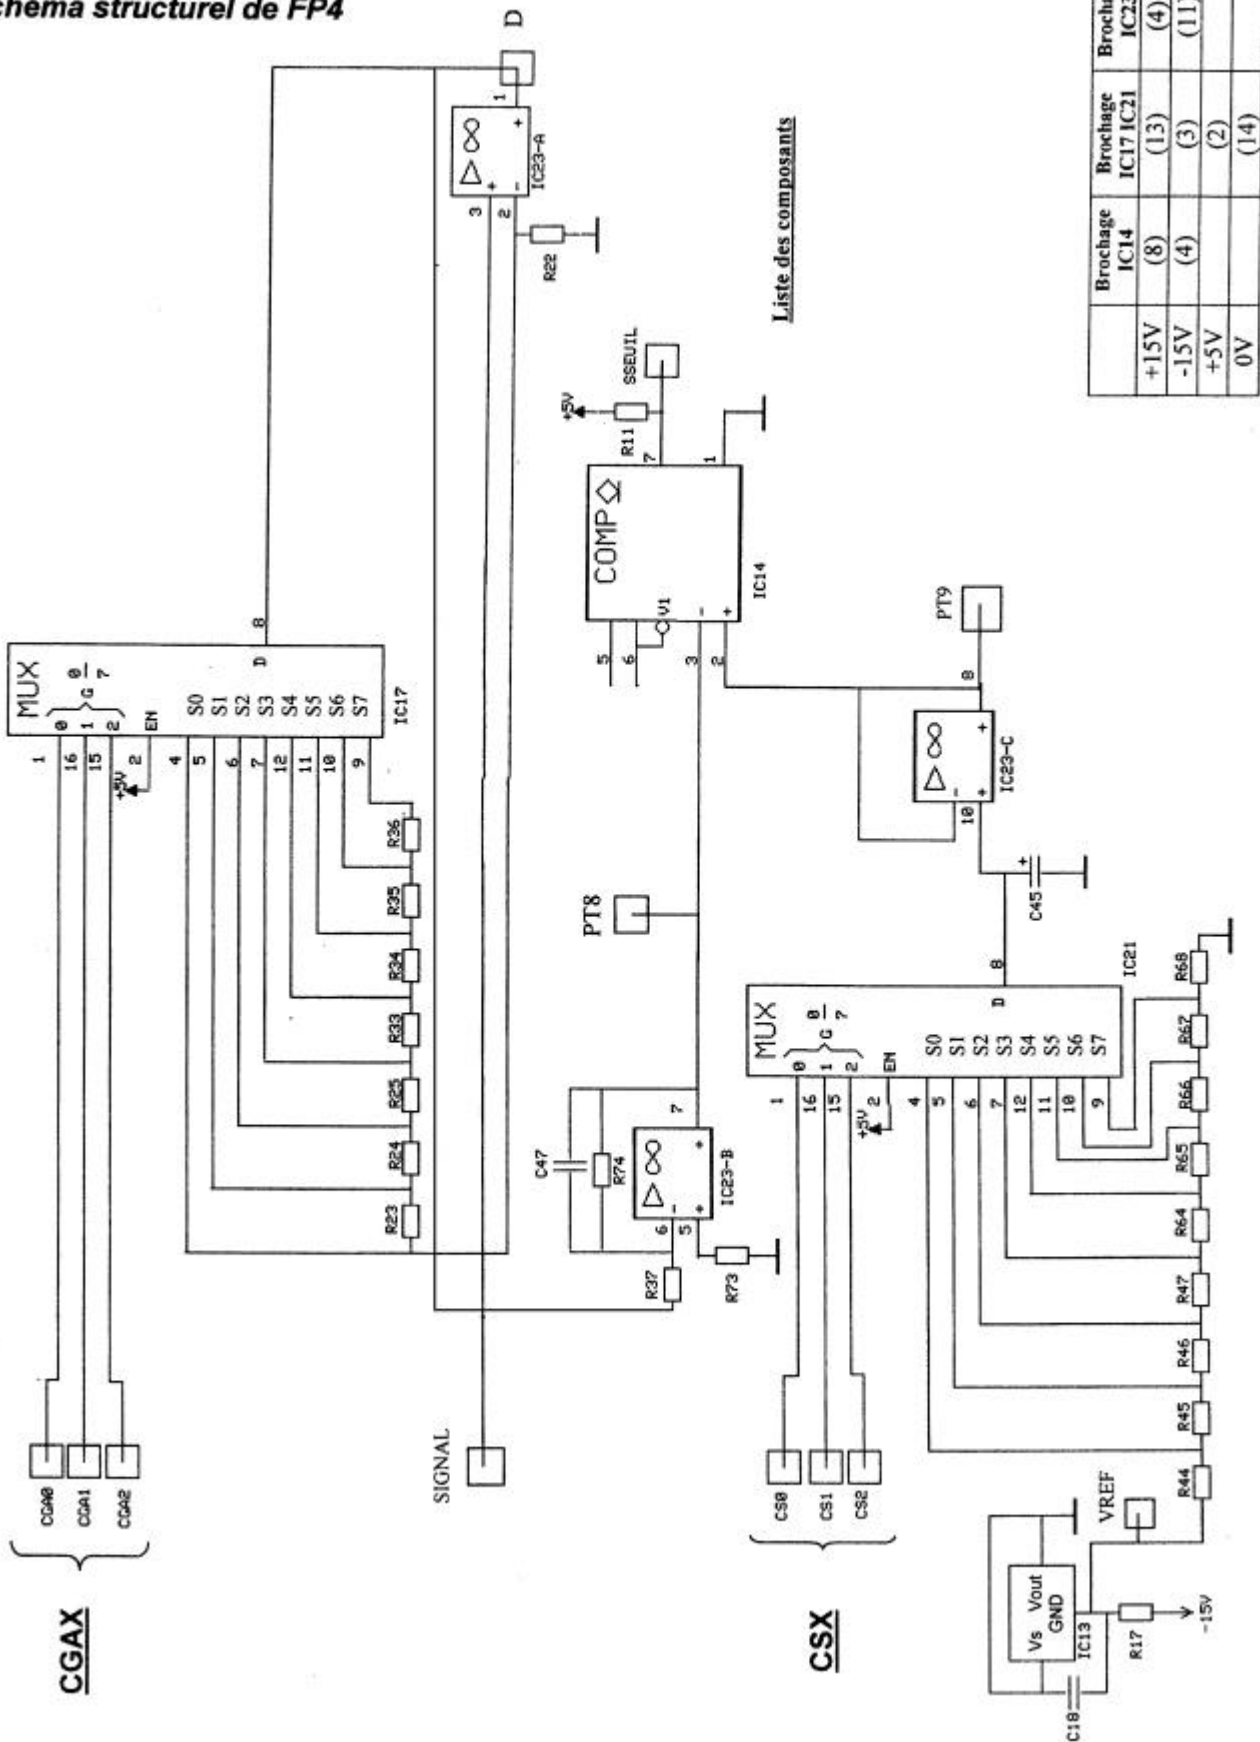 chema structurel de FP4
CGAX
CGA0
CGA1
CGA2
1
16
15
+5V
2
4
5
6
7
12
11
10
9
MUX
0
1
2
G
0
7
EN
S0
S1
S2
S3
S4
S5
S6
S7
D
8
IC17
R23
R24
R25
R33
R34
R35
R36
SIGNAL
3
2
▷ ∞
+
-
+
1
IC23-A
D
R22
R37
C47
R74
6
5
▷ ∞
-
+
+
7
IC23-B
R73
PT8
5
6
3
2
COMP
V1
-
+
IC14
7
1
R11
+5V
SSEUIL
Liste des composants
CSX
CS0
CS1
CS2
1
16
15
+5V
2
4
5
6
7
12
11
10
9
MUX
0
1
2
G
0
7
EN
S0
S1
S2
S3
S4
S5
S6
S7
D
8
IC21
C45
+
10
▷ ∞
-
+
+
8
IC23-C
PT9
C18
Vs Vout
GND
IC13
R17
-15V
VREF
R44
R45
R46
R47
R64
R65
R66
R67
R68
Brochage IC14
Brochage IC17 IC21
+15V (8) (13) (4)
-15V (4) (3) (11)
+5V (2)
0V (14)